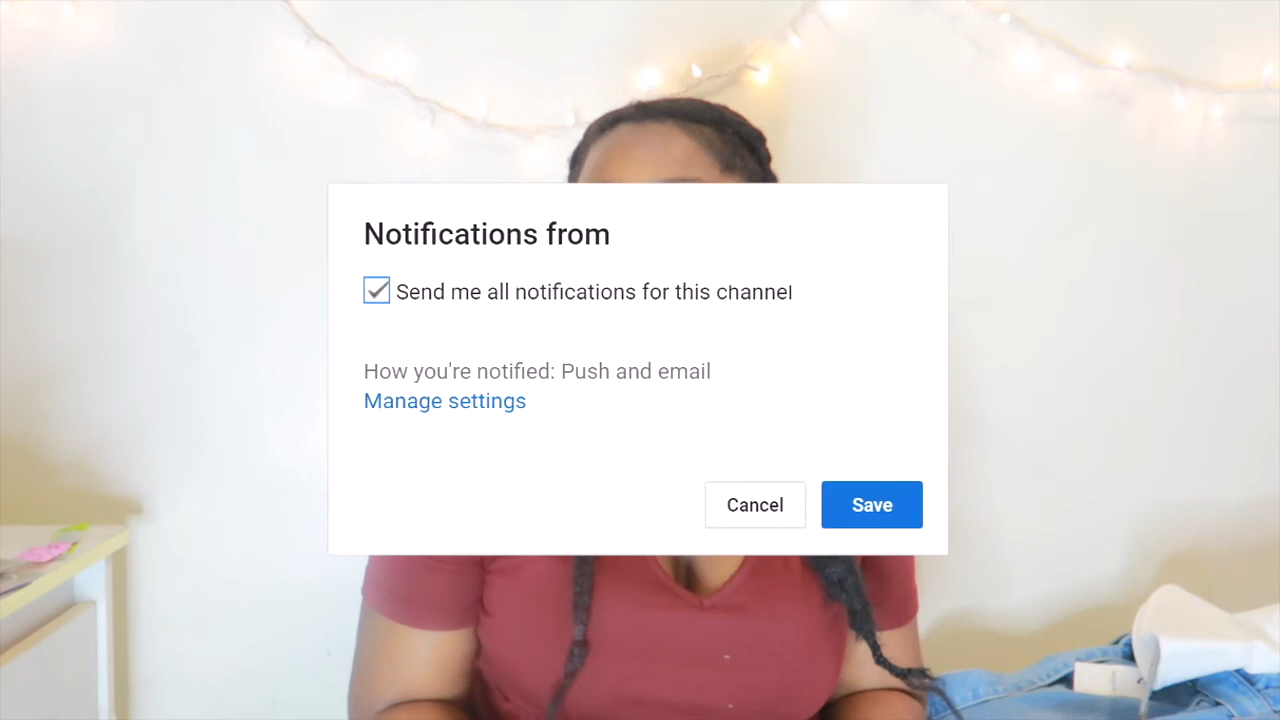 Notifications from
Send me all notifications for this channel
How you're notified: Push and email
Manage settings
Cancel
Save